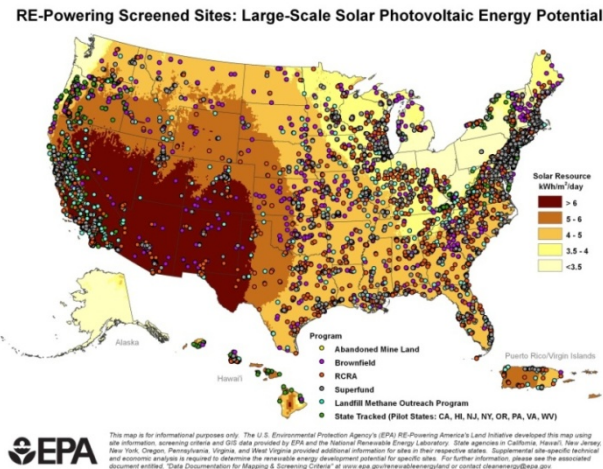 RE-Powering Screened Sites: Large-Scale Solar Photovoltaic Energy Potential
Solar Resource
kWh/m²/day
> 6
5 - 6
4 - 5
3.5 - 4
<3.5
Program
Abandoned Mine Land
Brownfield
RCRA
Superfund
Landfill Methane Outreach Program
State Tracked (Pilot States: CA, HI, NJ, NY, OR, PA, VA, WV)
Alaska
Hawai'i
Puerto Rico/Virgin Islands
EPA
This map is for informational purposes only. The U.S. Environmental Protection Agency's (EPA) RE-Powering America's Land Initiative developed this map using
site information, screening criteria and GIS data provided by EPA and the National Renewable Energy Laboratory. State agencies in California, Hawai'i, New Jersey,
New York, Oregon, Pennsylvania, Virginia, and West Virginia provided additional information for sites in their respective states. Supplemental site-specific technical
and economic analysis is required to determine the renewable energy development potential for specific sites. For further information, please see the associated
document entitled, "Data Documentation for Mapping & Screening Criteria" at www.epa.gov/renewableenergyland or contact cleanenergy@epa.gov.